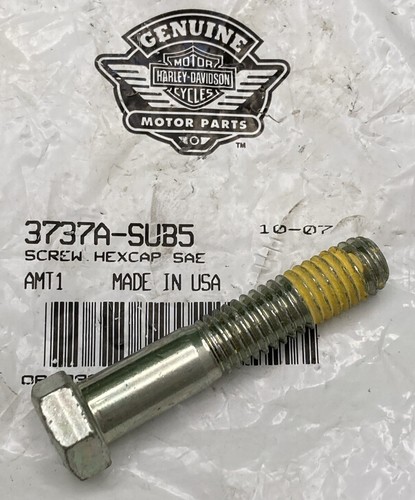 GENUINE
MOTOR
HARLEY-DAVIDSON
CYCLES
MOTOR PARTS
TM
3737A-SUB5 10-07
SCREW, HEXCAP SAE
AMT1 MADE IN USA